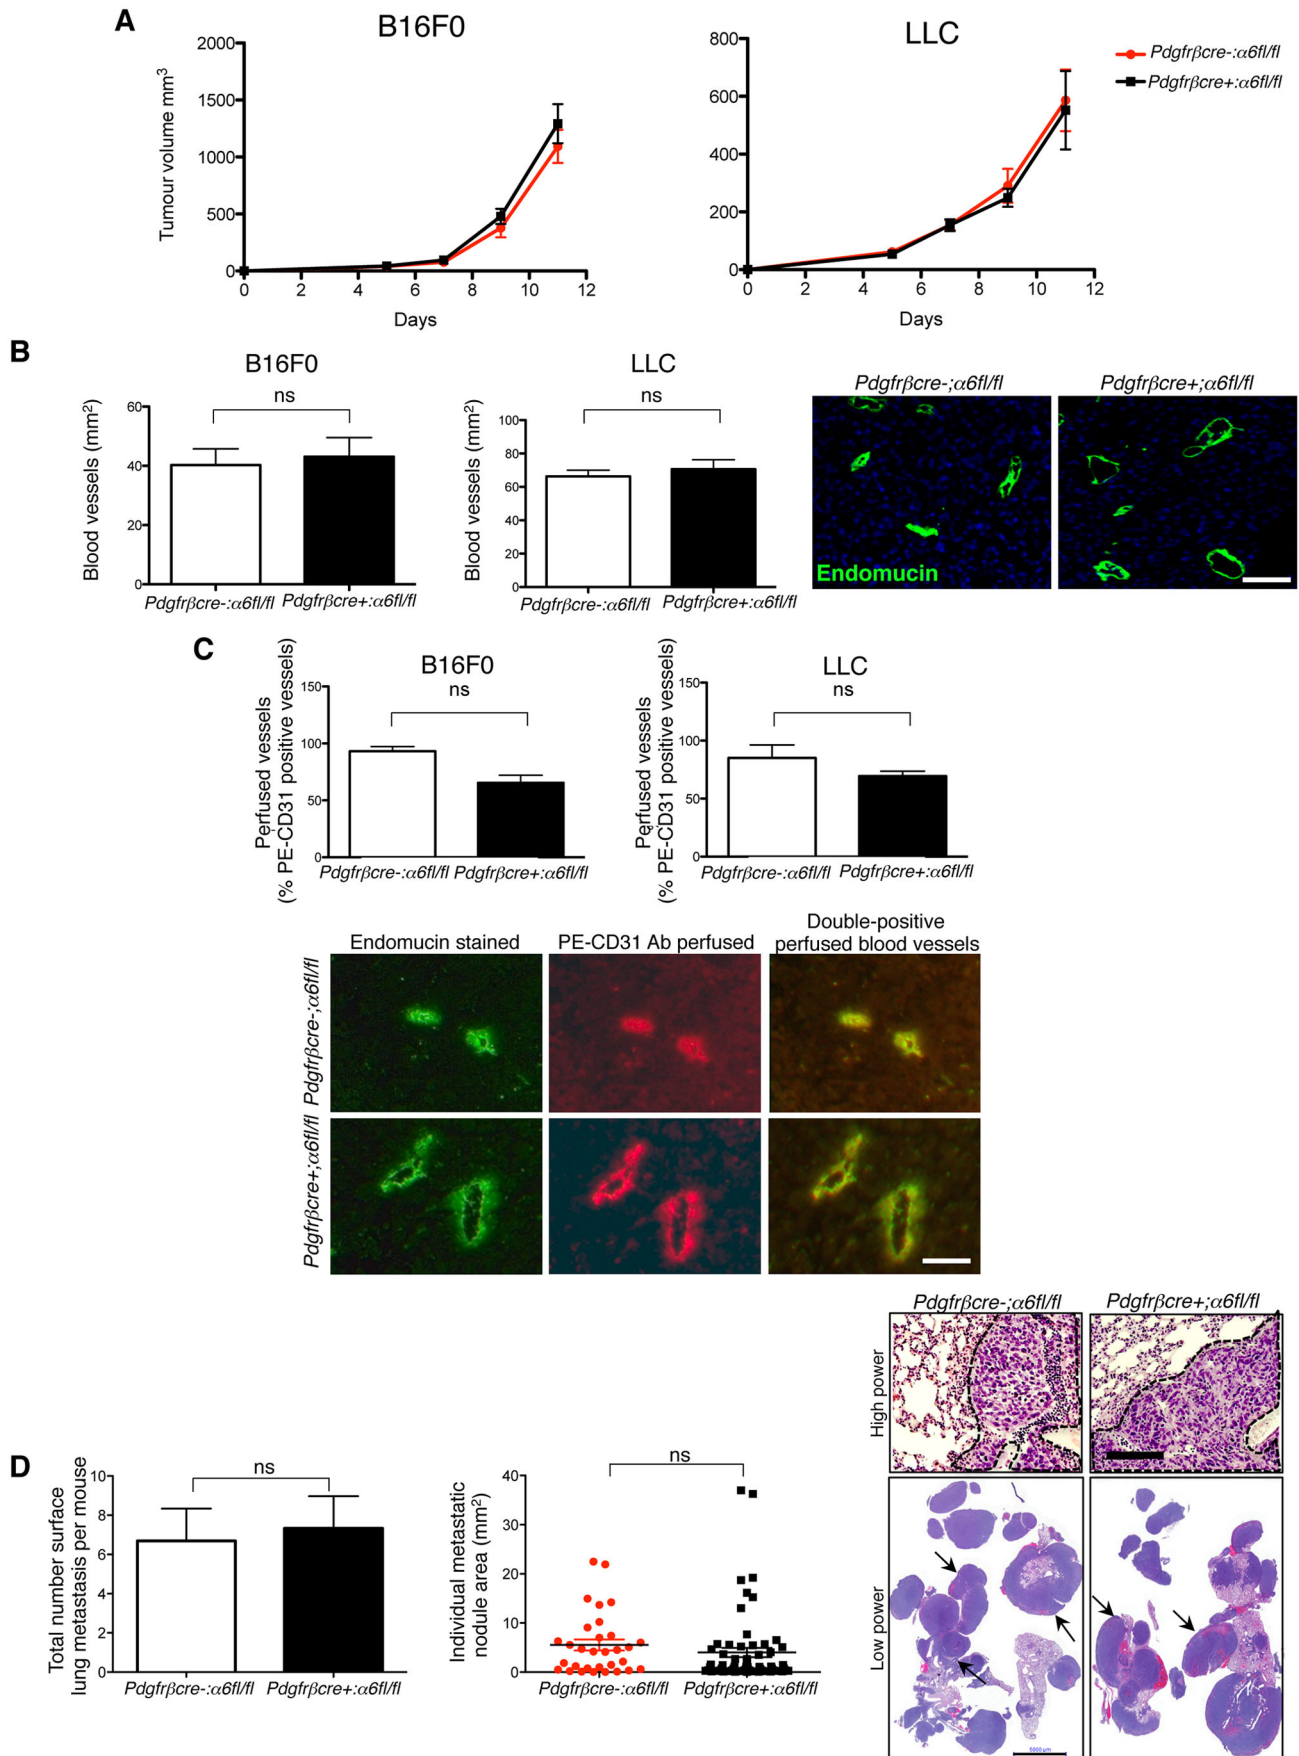 A
B16F0
LLC
Pdgfrβcre-:α6fl/fl
Pdgfrβcre+:α6fl/fl
Tumour volume mm3
2000
1500
1000
500
0
0 2 4 6 8 10 12
Days
800
600
400
200
0
0 2 4 6 8 10 12
Days
B
B16F0
ns
Blood vessels (mm2)
60
40
20
0
Pdgfrβcre-:α6fl/fl Pdgfrβcre+:α6fl/fl
LLC
ns
Blood vessels (mm2)
100
80
60
40
20
0
Pdgfrβcre-:α6fl/fl Pdgfrβcre+:α6fl/fl
Pdgfrβcre-;α6fl/fl Pdgfrβcre+;α6fl/fl
Endomucin
C
B16F0
ns
Perfused vessels
(% PE-CD31 positive vessels)
150
100
50
0
Pdgfrβcre-:α6fl/fl Pdgfrβcre+:α6fl/fl
LLC
ns
Perfused vessels
(% PE-CD31 positive vessels)
150
100
50
0
Pdgfrβcre-:α6fl/fl Pdgfrβcre+:α6fl/fl
Endomucin stained
PE-CD31 Ab perfused
Double-positive
perfused blood vessels
Pdgfrβcre-;α6fl/fl
Pdgfrβcre+;α6fl/fl
D
ns
Total number surface
lung metastasis per mouse
10
8
6
4
2
0
Pdgfrβcre-:α6fl/fl Pdgfrβcre+:α6fl/fl
ns
Individual metastatic
nodule area (mm2)
40
30
20
10
0
Pdgfrβcre-:α6fl/fl Pdgfrβcre+:α6fl/fl
Pdgfrβcre-;α6fl/fl Pdgfrβcre+;α6fl/fl
High power
Low power
5000 μm